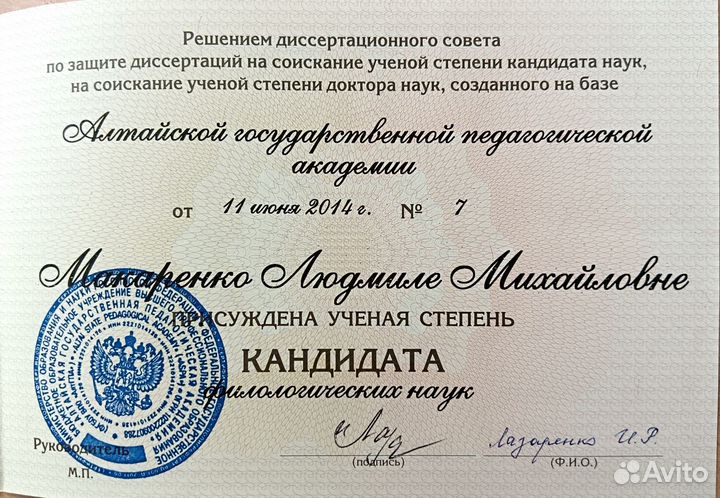 Решением диссертационного совета
по защите диссертаций на соискание ученой степени кандидата наук,
на соискание ученой степени доктора наук, созданного на базе
Алтайской государственной педагогической
академии
от 11 июня 2014 г. № 7
Макаренко Людмиле Михайловне
ПРИСУЖДЕНА УЧЕНАЯ СТЕПЕНЬ
КАНДИДАТА
филологических наук
Руководитель
Лазаренко И.Р.
(подпись) (Ф.И.О.)
М.П.
Avito